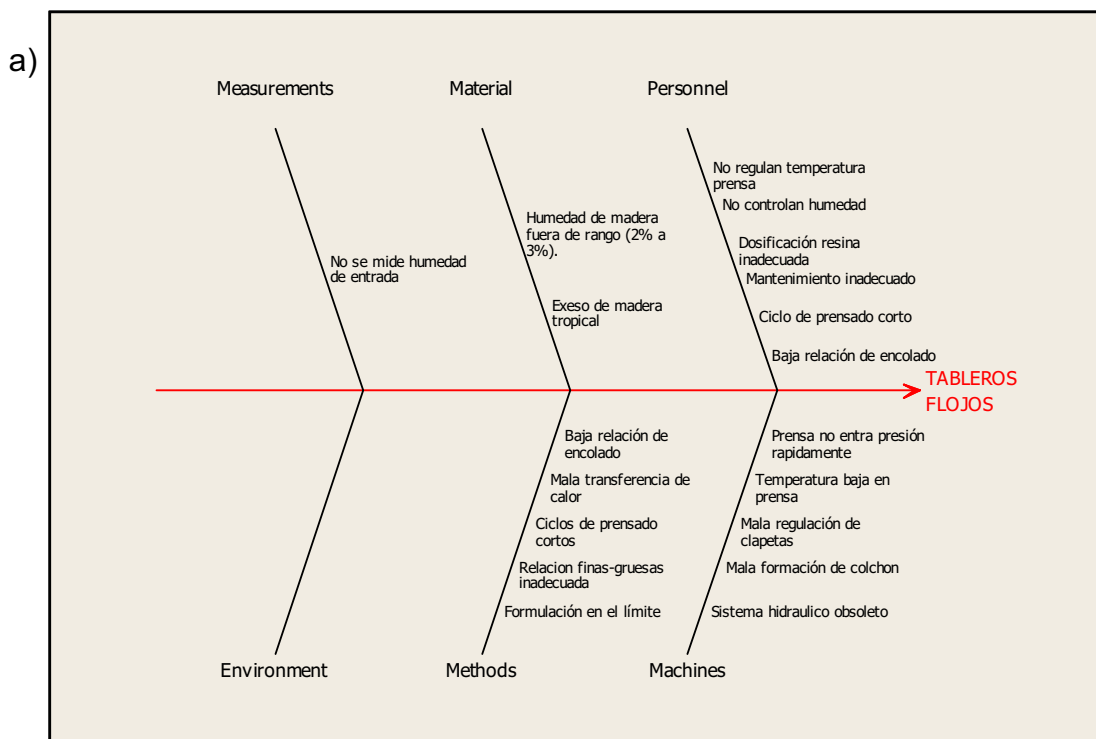 a)
Measurements
Material
Personnel
No regulan temperatura
prensa
No controlan humedad
Humedad de madera
fuera de rango (2% a
3%).
Dosificación resina
inadecuada
No se mide humedad
de entrada
Mantenimiento inadecuado
Exeso de madera
tropical
Ciclo de prensado corto
Baja relación de encolado
TABLEROS
FLOJOS
Baja relación de
encolado
Prensa no entra presión
rapidamente
Mala transferencia de
calor
Temperatura baja en
prensa
Ciclos de prensado
cortos
Mala regulación de
clapetas
Relacion finas-gruesas
inadecuada
Mala formación de colchon
Formulación en el límite
Sistema hidraulico obsoleto
Environment
Methods
Machines